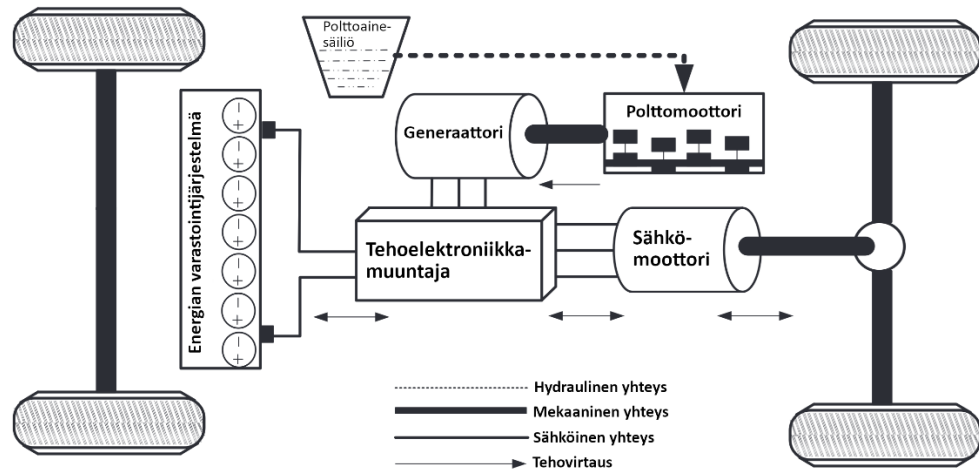 Polttoaine-
säiliö
Generaattori
Polttomoottori
Energian varastointijärjestelmä
Tehoelektroniikka-
muuntaja
Sähkö-
moottori
Hydraulinen yhteys
Mekaaninen yhteys
Sähköinen yhteys
Tehovirtaus